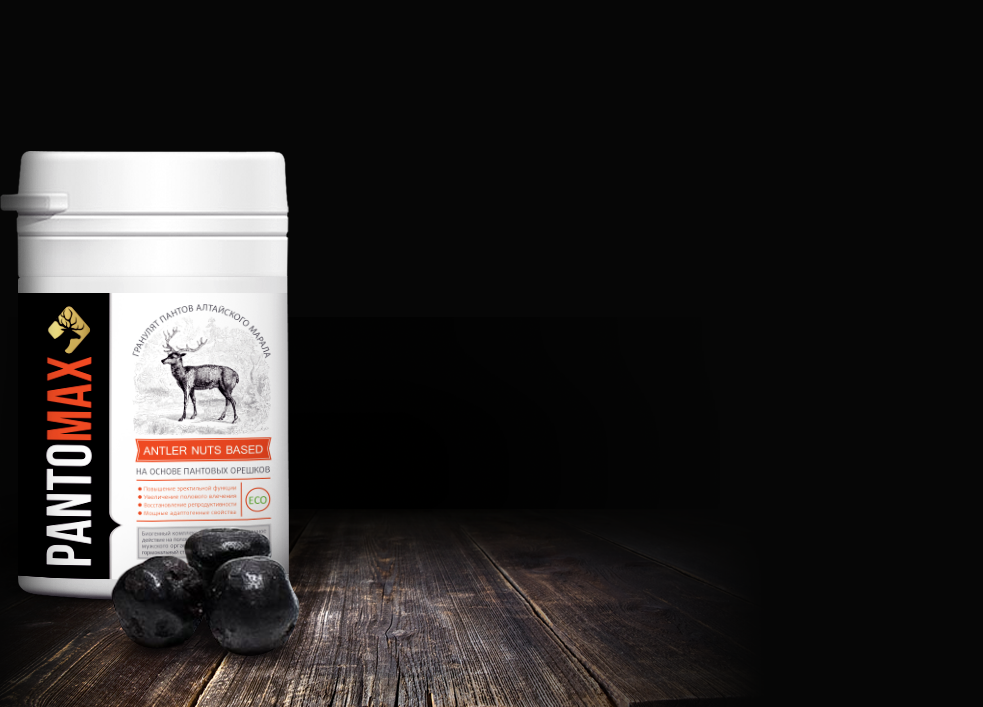 PANTOMAX
ГРАНУЛЯТ ПАНТОВ АЛТАЙСКОГО МАРАЛА
ANTLER NUTS BASED
НА ОСНОВЕ ПАНТОВЫХ ОРЕШКОВ
Повышение эректильной функции
Увеличение полового влечения
Восстановление репродуктивности
Мощные адаптогенные свойства
ECO